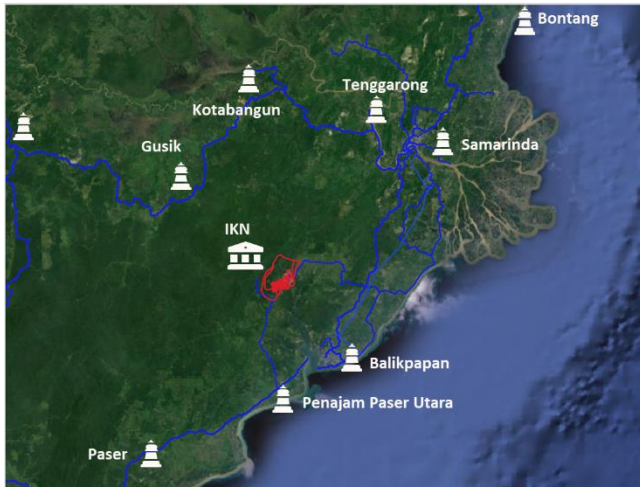 Bontang
Tenggarong
Kotabangun
Samarinda
Gusik
IKN
Balikpapan
Penajam Paser Utara
Paser